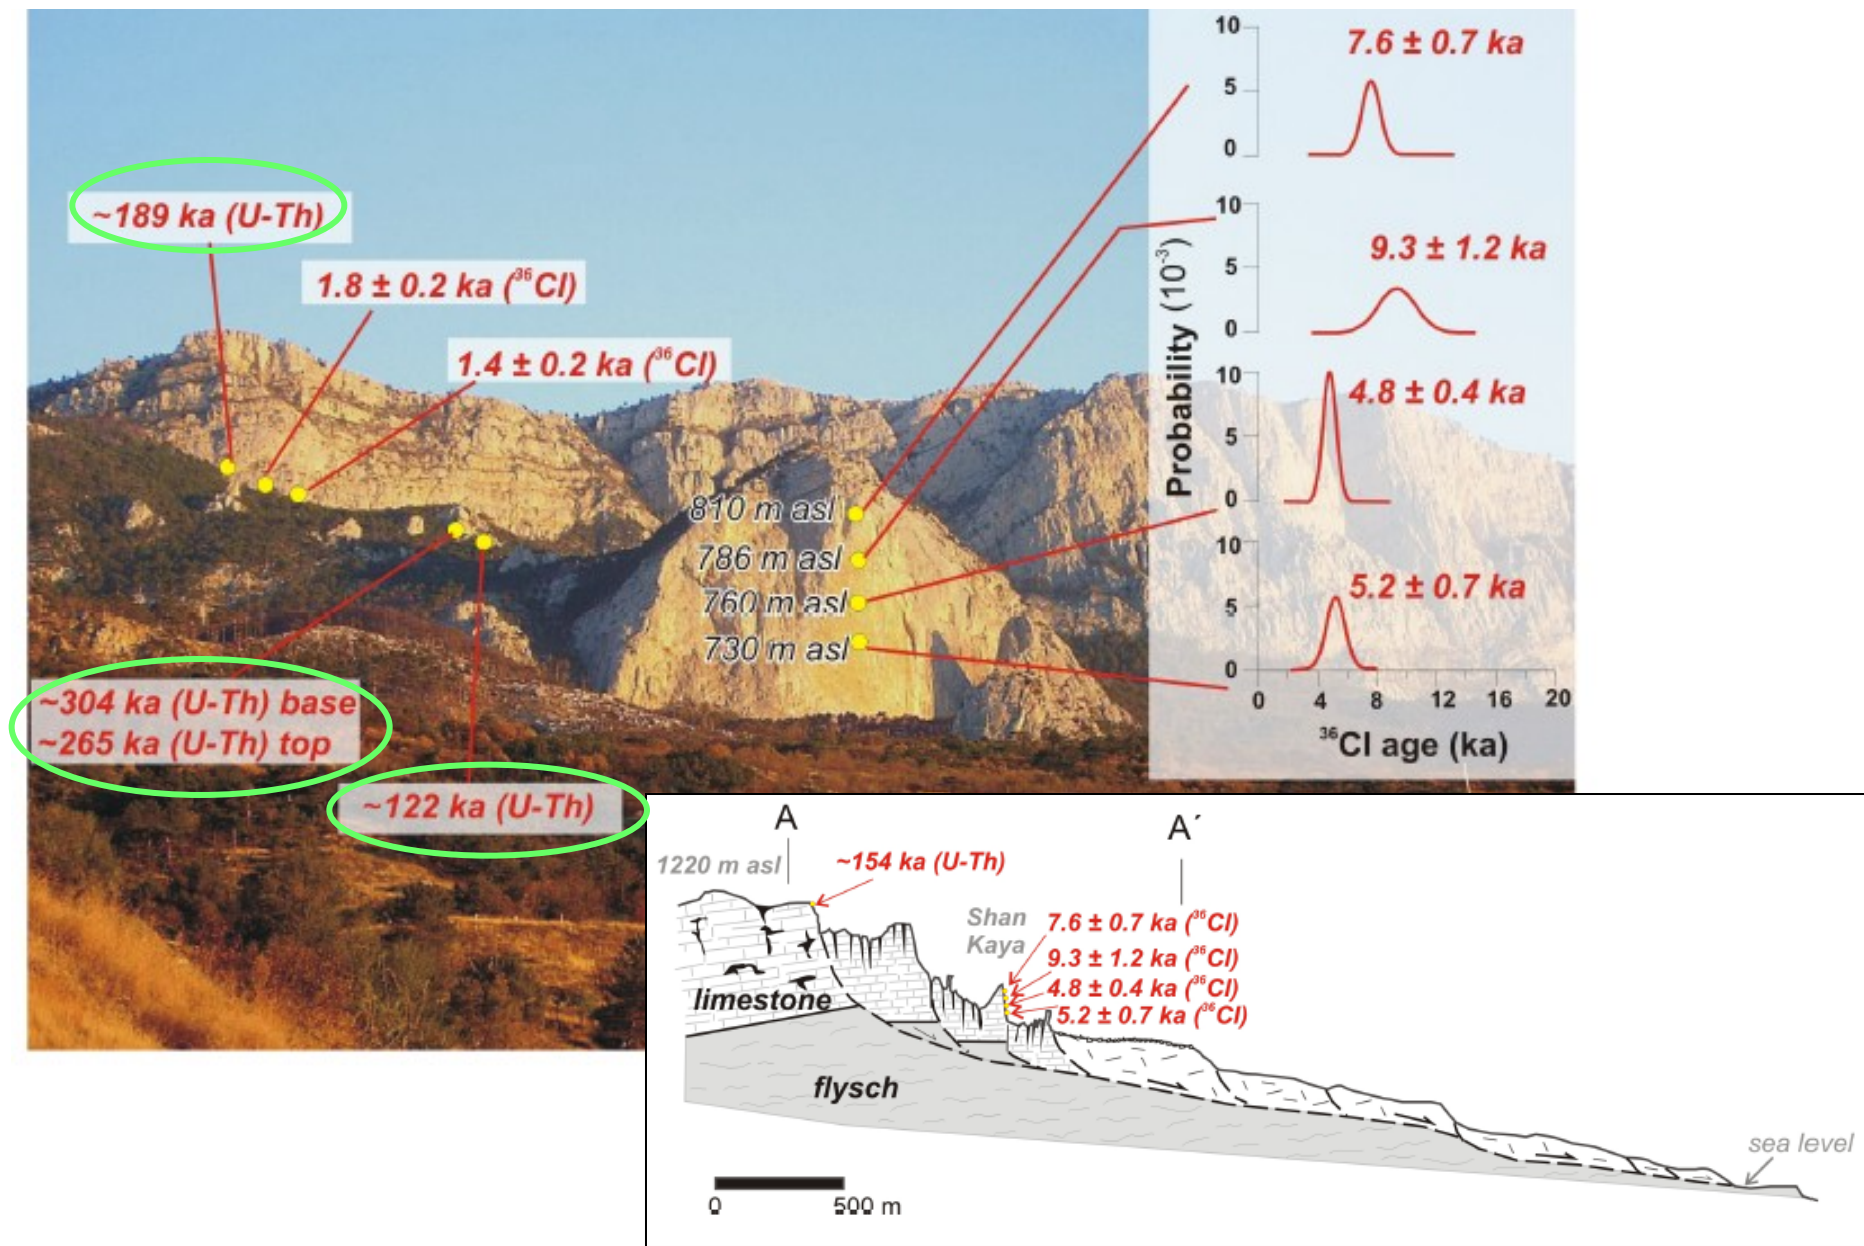 ~189 ka (U-Th)
1.8 ± 0.2 ka (³⁶Cl)
1.4 ± 0.2 ka (³⁶Cl)
810 m asl
786 m asl
760 m asl
730 m asl
~304 ka (U-Th) base
~265 ka (U-Th) top
~122 ka (U-Th)
Probability (10⁻³)
10
5
0
7.6 ± 0.7 ka
10
5
0
9.3 ± 1.2 ka
10
5
0
4.8 ± 0.4 ka
10
5
0
5.2 ± 0.7 ka
0 4 8 12 16 20
³⁶Cl age (ka)
A
A´
1220 m asl
~154 ka (U-Th)
Shan
Kaya
7.6 ± 0.7 ka (³⁶Cl)
9.3 ± 1.2 ka (³⁶Cl)
4.8 ± 0.4 ka (³⁶Cl)
5.2 ± 0.7 ka (³⁶Cl)
limestone
flysch
sea level
0 500 m